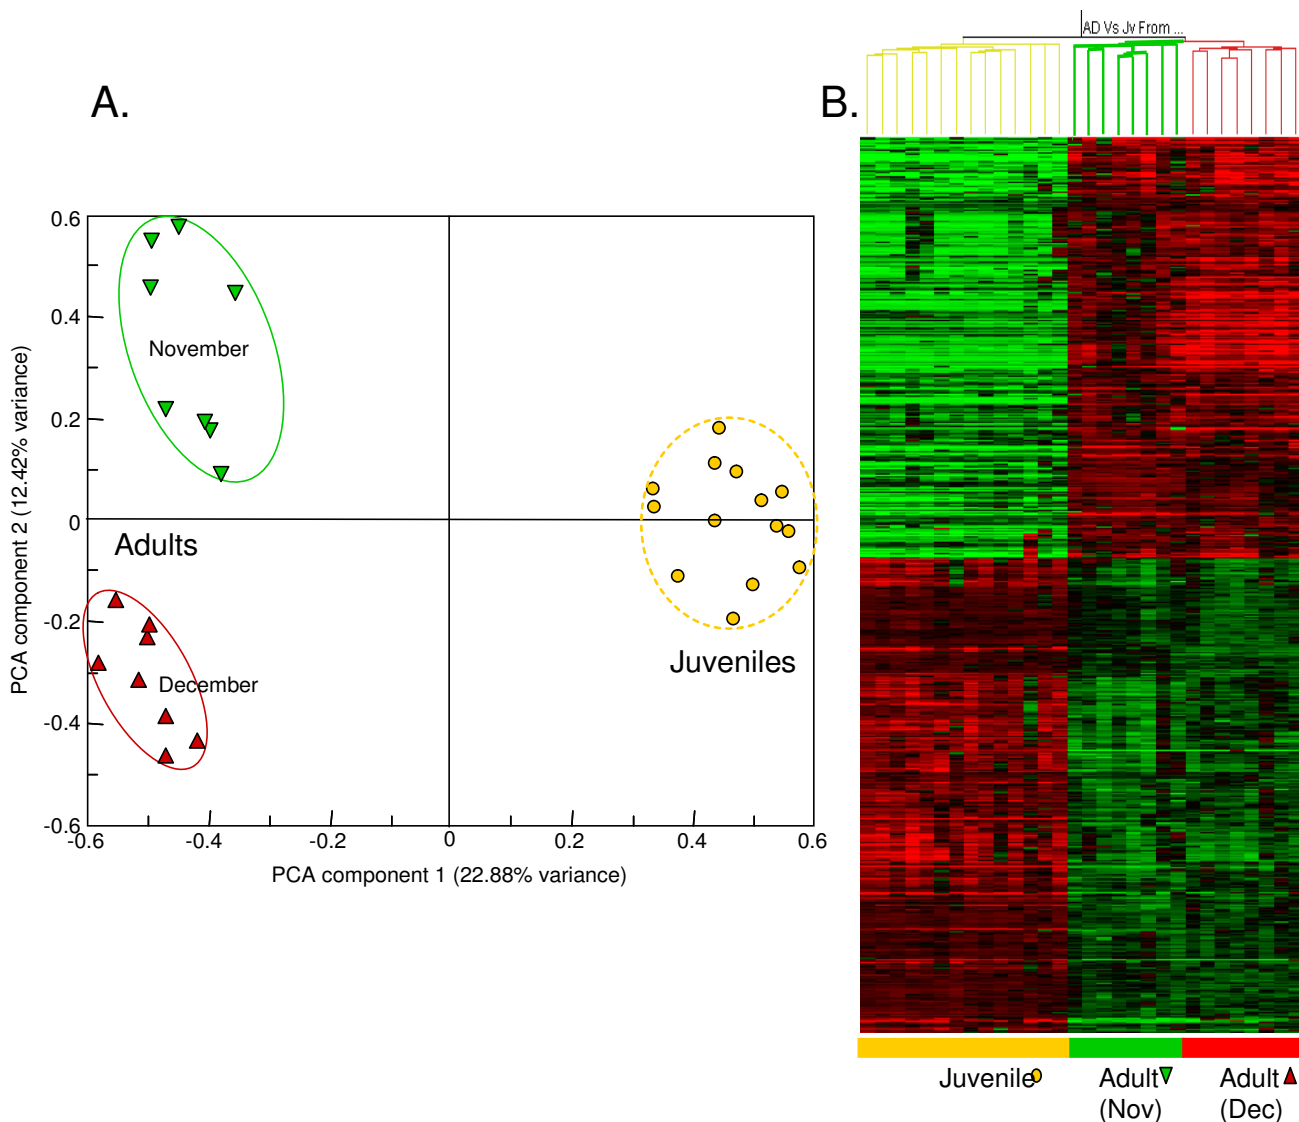 A.
B.
AD Vs Jv From ...
PCA component 2 (12.42% variance)
0.6
0.4
0.2
0
-0.2
-0.4
-0.6
November
Adults
December
Juveniles
-0.6
-0.4
-0.2
0
0.2
0.4
0.6
PCA component 1 (22.88% variance)
Juvenile
Adult
(Nov)
Adult
(Dec)